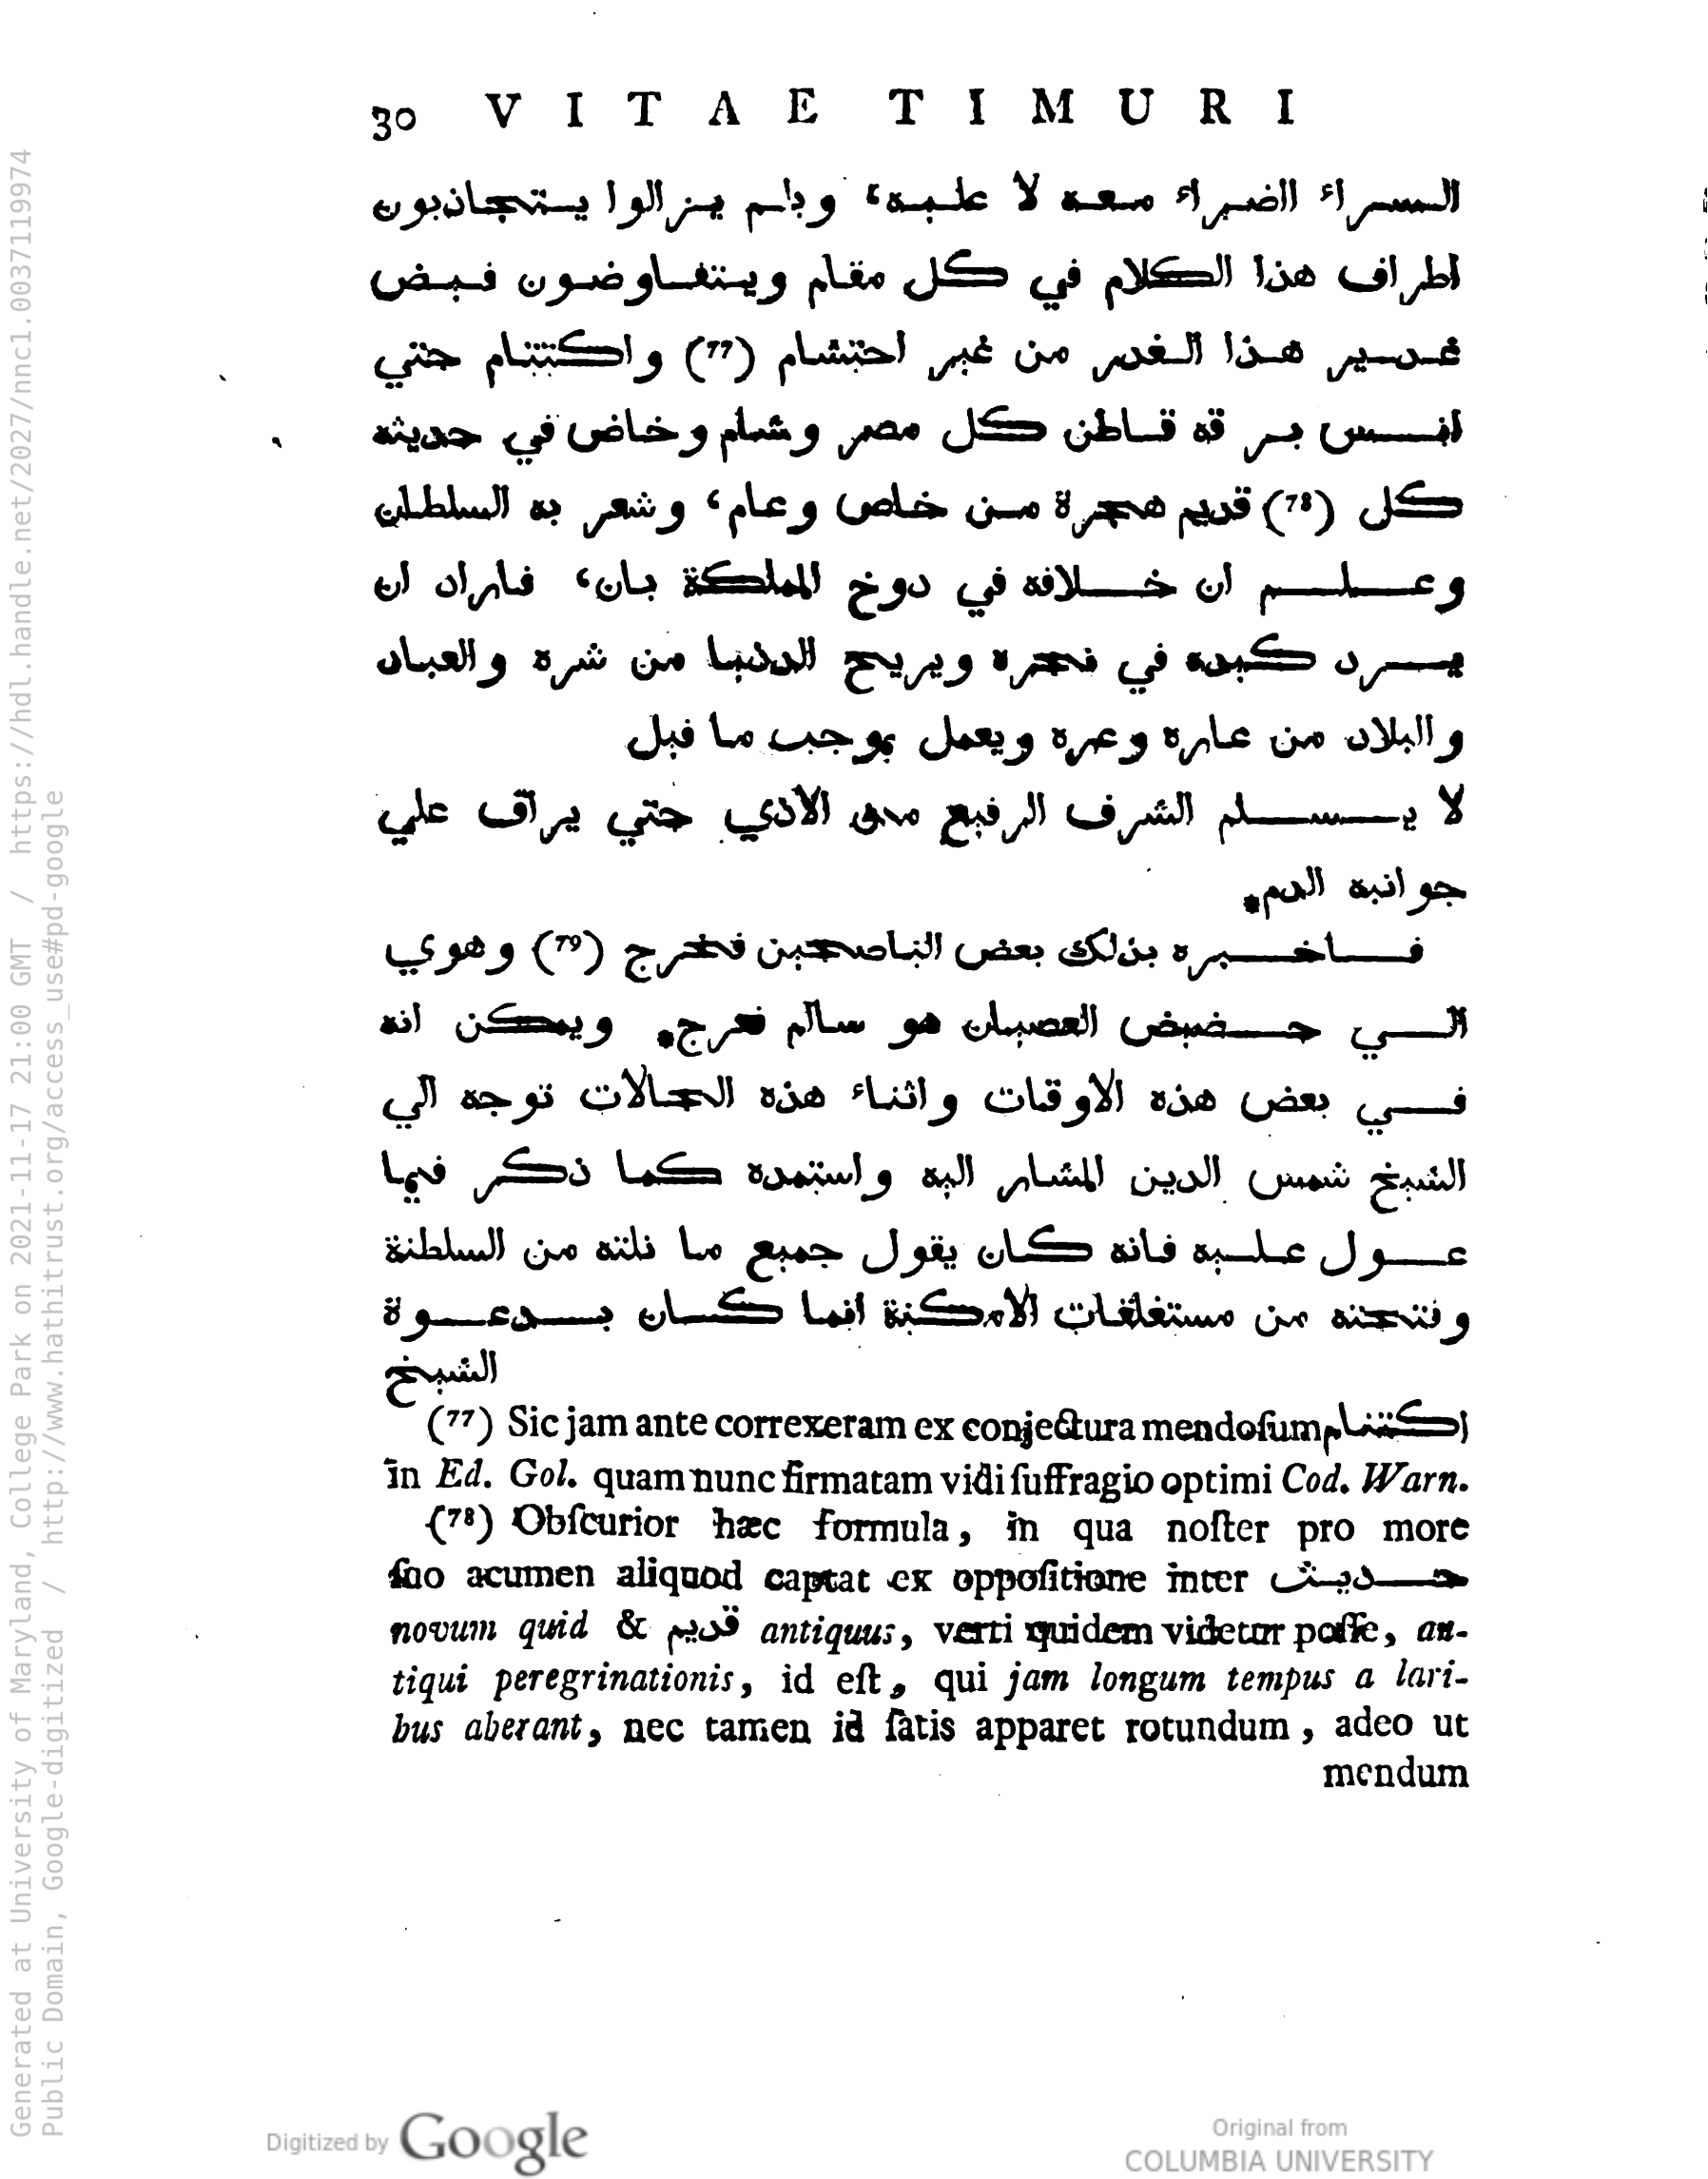 30 VITAE TIMURI
السراء الضراء معه لا عليه، ولم يزالوا يتجاذبون
اطراف هذا الكلام في كل مقام ويتفاوضون فيض
غدير هذا الغدر من غير احتشام (77) واكتتام حتي
قاطن كل مصر وشام وخاض في حديثه
كل (78) قديم هجرة من خاص وعام، وشعر به السلطان
وعلم ان خلافه في دوخ المملكة بان، فاراد ان
يرد كيده في نحره ويريح الدنيا من شره والعباد
والبلاد من عاره وعره ويعمل بموجب ما قيل
لا يسلم الشرف الرفيع من الاذي حتي يراق علي
جوانبه الدم*
فاخبره بذلك بعض الناصحين فخرج (79) وهوي
الي حضيض العصيان هو سالم فعرج* ويمكن انه
في بعض هذه الاوقات واثناء هذه الحالات توجه الي
الشيخ شمس الدين المشار اليه واستمده كما ذكر فيما
عول عليه فانه كان يقول جميع ما نلته من السلطنة
وفتحته من مستغلقات الامكنة انما كان بدعوة
الشيخ
(77) Sic jam ante correxeram ex conjectura mendoſum اكتتنام
in Ed. Gol. quam nunc firmatam vidi ſuffragio optimi Cod. Warn.
(78) Obſcurior hæc formula, in qua noſter pro more
ſuo acumen aliquod captat ex oppoſitione inter حديث
novum quid & قديم antiquus, verti quidem videtur poſſe, an-
tiqui peregrinationis, id eſt, qui jam longum tempus a lari-
bus aberant, nec tamen id ſatis apparet rotundum, adeo ut
mendum
Generated at University of Maryland, College Park on 2021-11-17 21:00 GMT / https://hdl.handle.net/2027/nnc1.0037119974
Public Domain, Google-digitized / http://www.hathitrust.org/access_use#pd-google
Digitized by Google
Original from
COLUMBIA UNIVERSITY